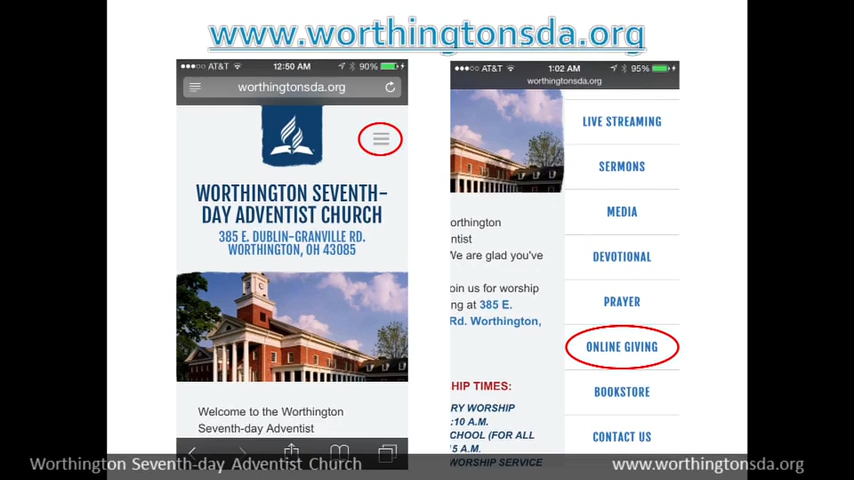 www.worthingtonsda.org
AT&T 12:50 AM 90%
worthingtonsda.org
WORTHINGTON SEVENTH-
DAY ADVENTIST CHURCH
385 E. DUBLIN-GRANVILLE RD.
WORTHINGTON, OH 43085
Welcome to the Worthington
Seventh-day Adventist
AT&T 1:02 AM 95%
worthingtonsda.org
orthington
entist
We are glad you've
oin us for worship
ng at 385 E.
Rd. Worthington,
HIP TIMES:
RY WORSHIP
:10 A.M.
SCHOOL (FOR ALL
15 A.M.
WORSHIP SERVICE
LIVE STREAMING
SERMONS
MEDIA
DEVOTIONAL
PRAYER
ONLINE GIVING
BOOKSTORE
CONTACT US
Worthington Seventh-day Adventist Church
www.worthingtonsda.org